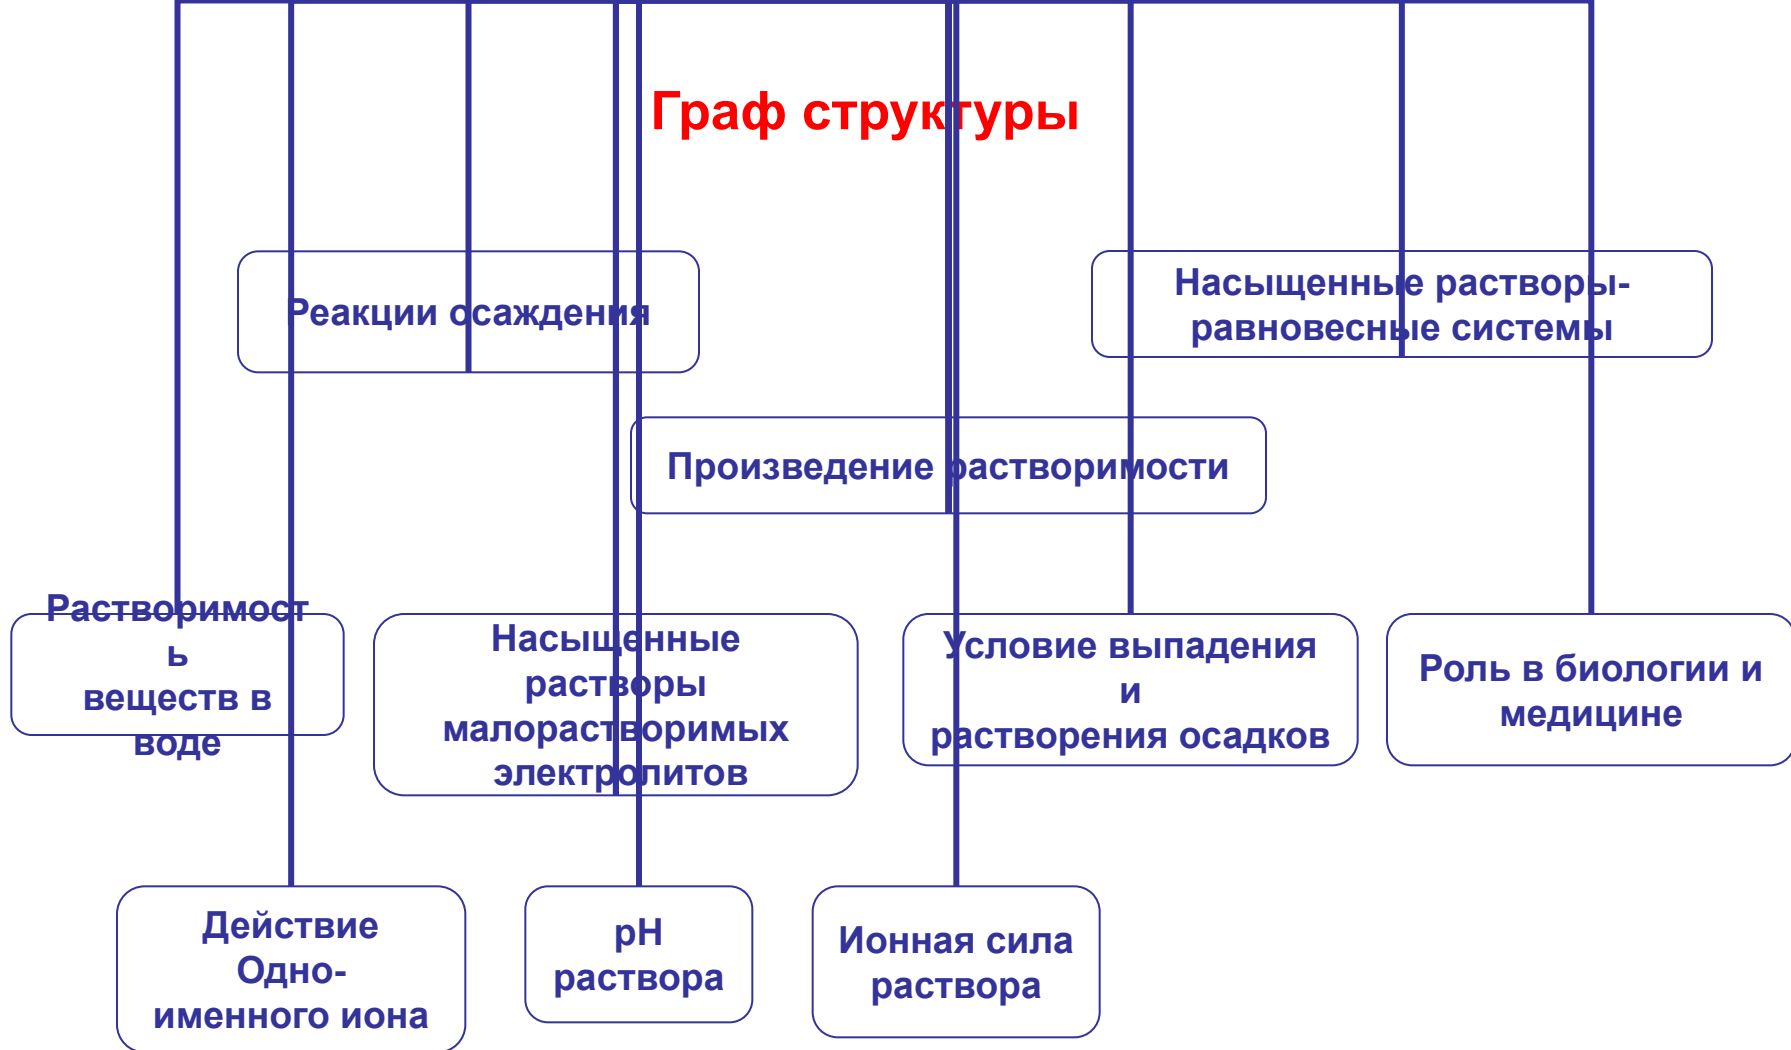 Граф структуры
Реакции осаждения
Насыщенные растворы-
равновесные системы
Произведение растворимости
Растворимост
ь
веществ в
воде
Насыщенные
растворы
малорастворимых
электролитов
Условие выпадения
и
растворения осадков
Роль в биологии и
медицине
Действие
Одно-
именного иона
pH
раствора
Ионная сила
раствора